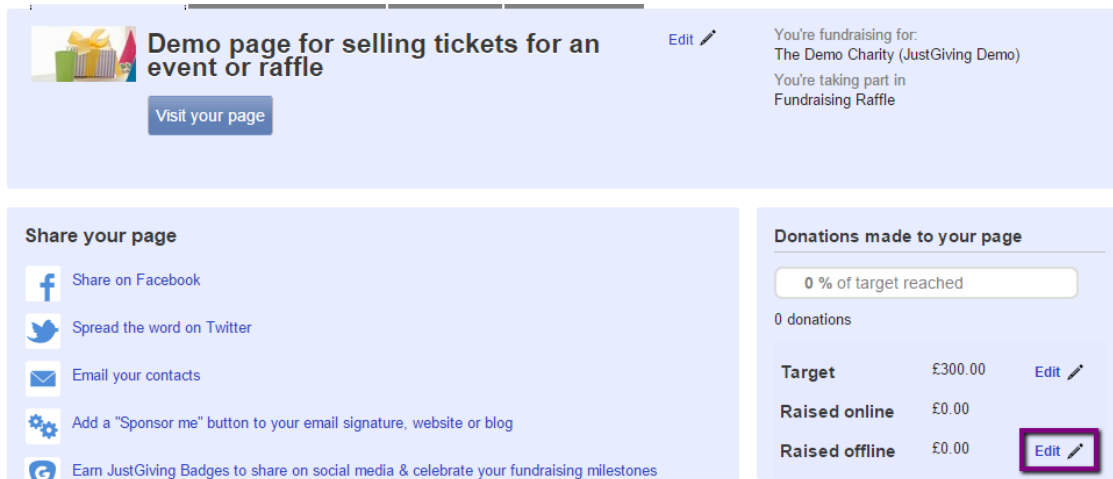 Demo page for selling tickets for an
event or raffle
Edit
Visit your page
You're fundraising for:
The Demo Charity (JustGiving Demo)
You're taking part in
Fundraising Raffle
Share your page
Share on Facebook
Spread the word on Twitter
Email your contacts
Add a "Sponsor me" button to your email signature, website or blog
Earn JustGiving Badges to share on social media & celebrate your fundraising milestones
Donations made to your page
0 % of target reached
0 donations
Target £300.00 Edit
Raised online £0.00
Raised offline £0.00 Edit